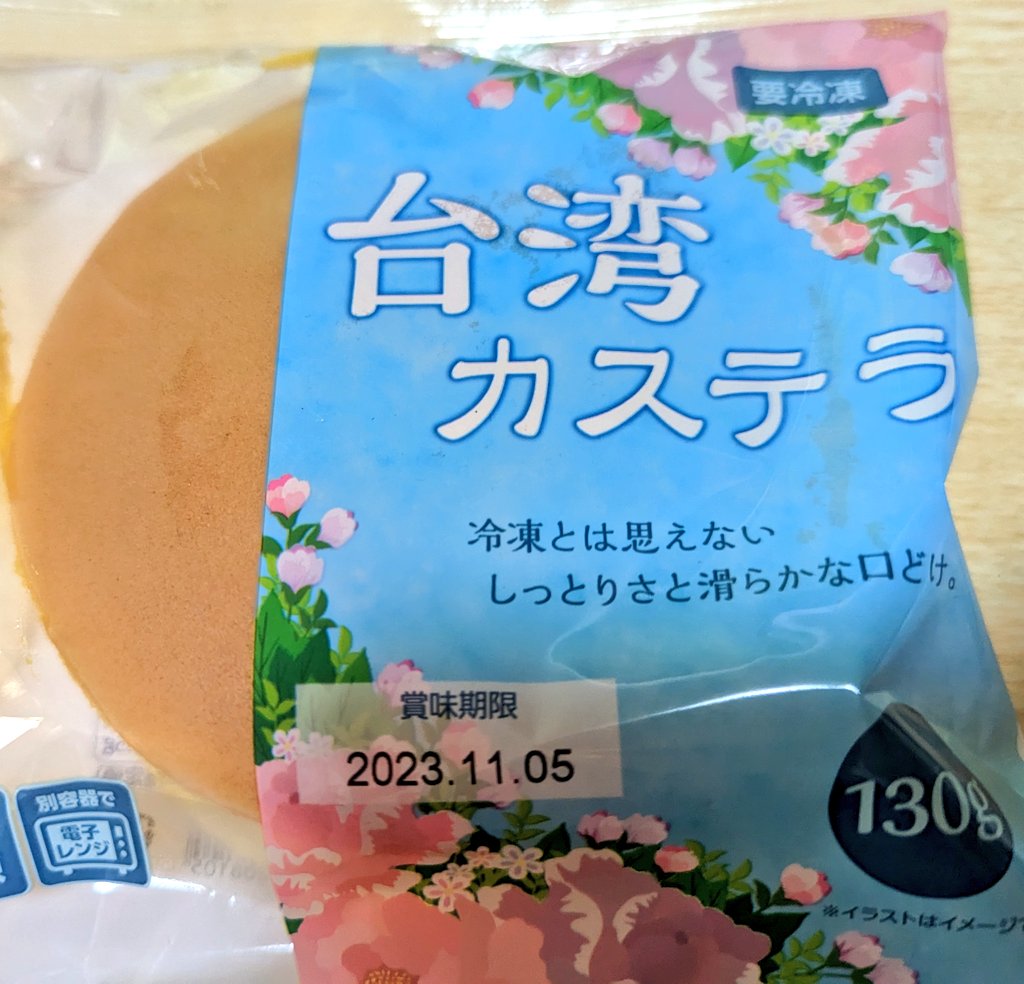 要冷凍
台湾
カステラ
冷凍とは思えない
しっとりさと滑らかな口どけ。
賞味期限
2023.11.05
130g
別容器で
電子
レンジ
※イラストはイメージ